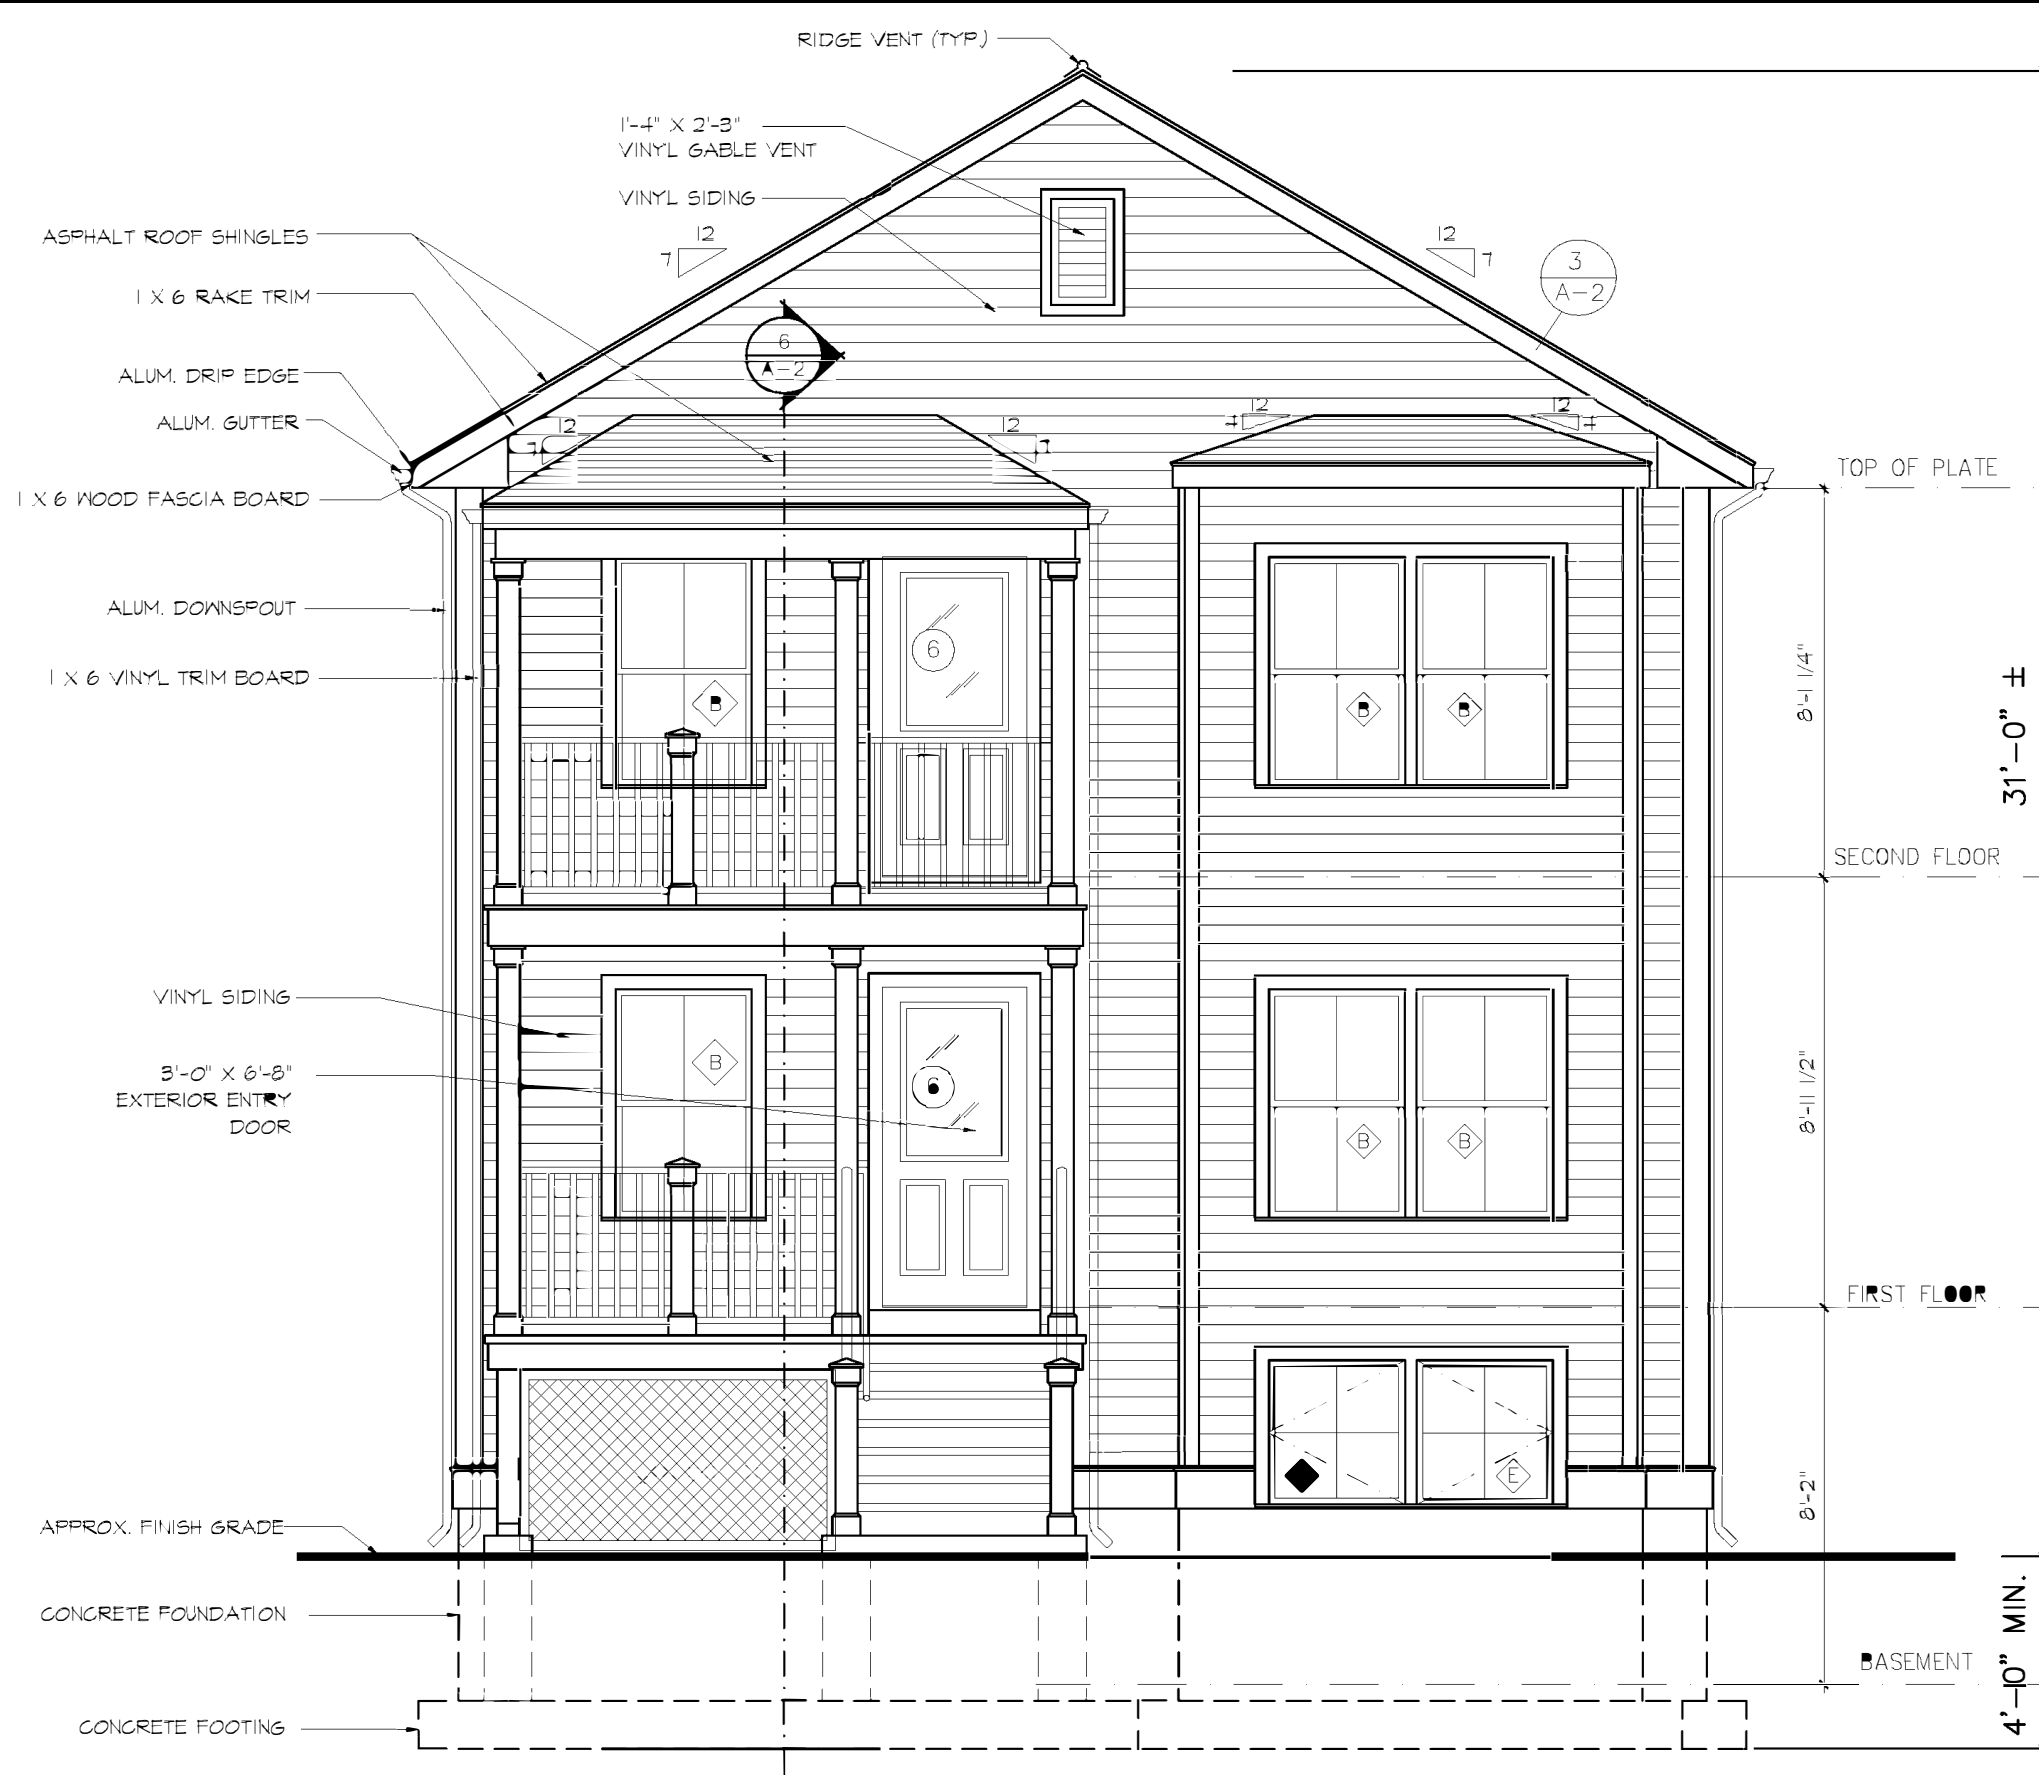 RIDGE VENT (TYP.)
1'-4" X 2'-3"
VINYL GABLE VENT
VINYL SIDING
ASPHALT ROOF SHINGLES
12
7
12
7
3
A-2
1 X 6 RAKE TRIM
6
A-2
ALUM. DRIP EDGE
ALUM. GUTTER
12
7
12
7
12
4
12
4
1 X 6 WOOD FASCIA BOARD
TOP OF PLATE
ALUM. DOWNSPOUT
1 X 6 VINYL TRIM BOARD
6
B
B
B
8'-1 1/4"
31'-0" ±
SECOND FLOOR
VINYL SIDING
3'-0" X 6'-8"
EXTERIOR ENTRY
DOOR
B
6
B
B
8'-11 1/2"
FIRST FLOOR
E
8'-2"
APPROX. FINISH GRADE
CONCRETE FOUNDATION
BASEMENT
4'-10" MIN.
CONCRETE FOOTING